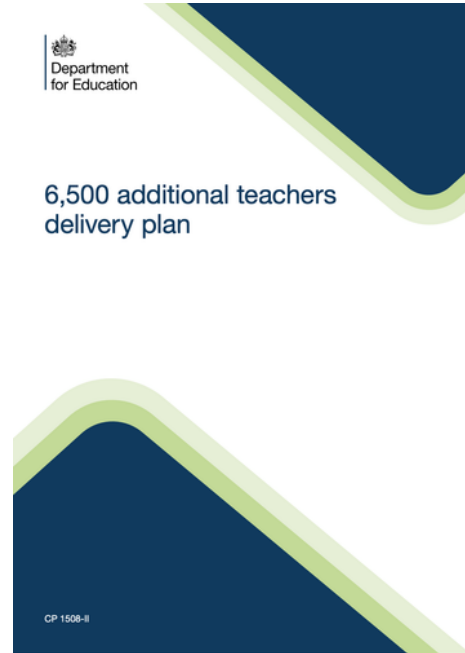 Department
for Education
6,500 additional teachers
delivery plan
CP 1508-II